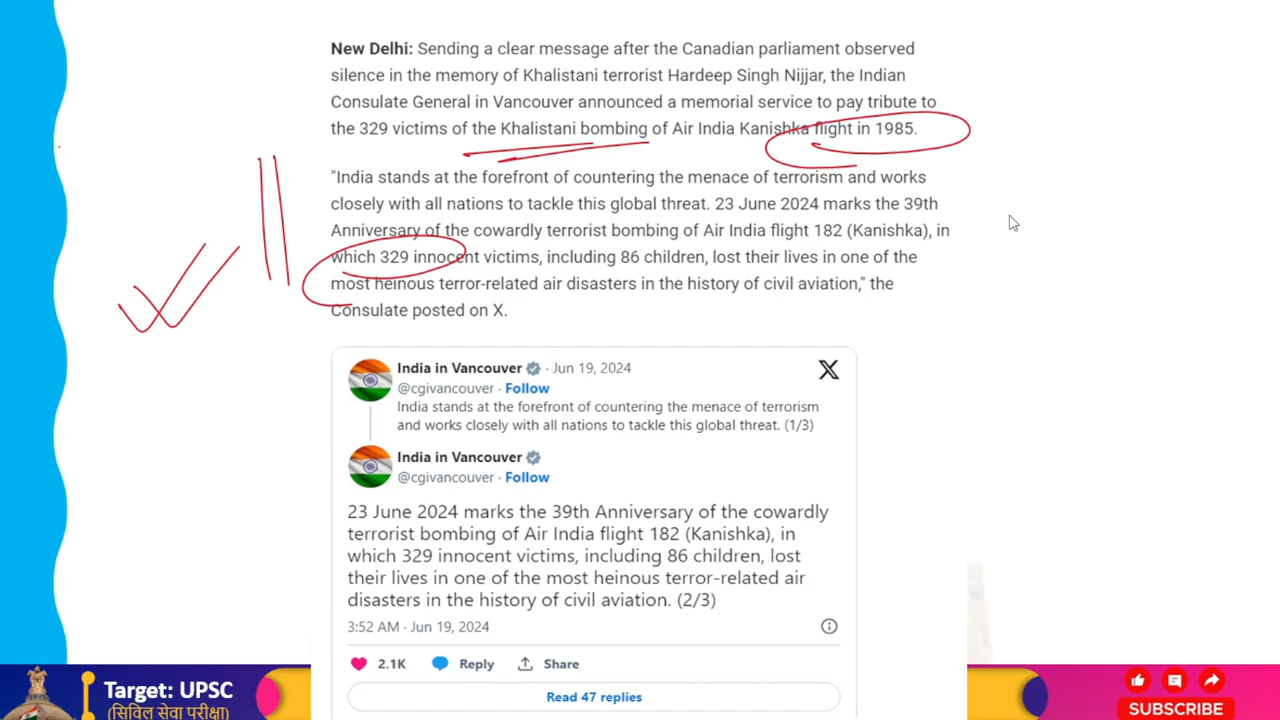 New Delhi: Sending a clear message after the Canadian parliament observed
silence in the memory of Khalistani terrorist Hardeep Singh Nijjar, the Indian
Consulate General in Vancouver announced a memorial service to pay tribute to
the 329 victims of the Khalistani bombing of Air India Kanishka flight in 1985.
"India stands at the forefront of countering the menace of terrorism and works
closely with all nations to tackle this global threat. 23 June 2024 marks the 39th
Anniversary of the cowardly terrorist bombing of Air India flight 182 (Kanishka), in
which 329 innocent victims, including 86 children, lost their lives in one of the
most heinous terror-related air disasters in the history of civil aviation," the
Consulate posted on X.
India in Vancouver · Jun 19, 2024
@cgivancouver · Follow
India stands at the forefront of countering the menace of terrorism
and works closely with all nations to tackle this global threat. (1/3)
India in Vancouver
@cgivancouver · Follow
23 June 2024 marks the 39th Anniversary of the cowardly
terrorist bombing of Air India flight 182 (Kanishka), in
which 329 innocent victims, including 86 children, lost
their lives in one of the most heinous terror-related air
disasters in the history of civil aviation. (2/3)
3:52 AM · Jun 19, 2024
2.1K Reply Share
Read 47 replies
Target: UPSC
(सिविल सेवा परीक्षा)
SUBSCRIBE